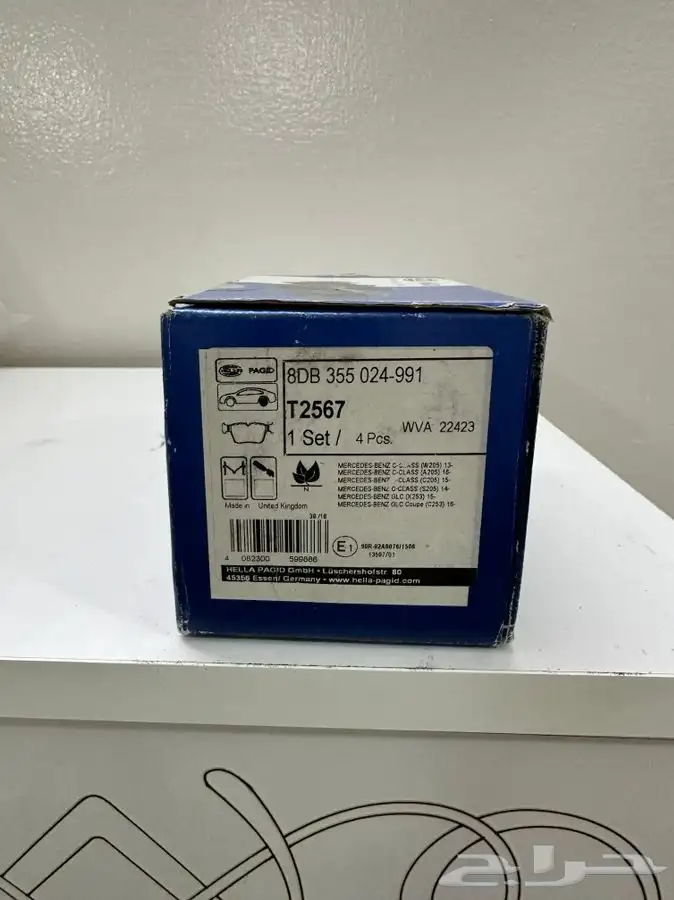 HELLA PAGID
8DB 355 024-991
T2567
1 Set / 4 Pcs.
WVA 22423
MERCEDES-BENZ C-CLASS (W205) 13-
MERCEDES-BENZ C-CLASS (A205) 16-
MERCEDES-BENZ C-CLASS (C205) 15-
MERCEDES-BENZ C-CLASS (S205) 14-
MERCEDES-BENZ GLC (X253) 15-
MERCEDES-BENZ GLC Coupe (C253) 16-
N
Made in United Kingdom
E1
4 082300 599886
HELLA PAGID GmbH • Lüschershofstr. 80
45356 Essen/ Germany • www.hella-pagid.com
حراج